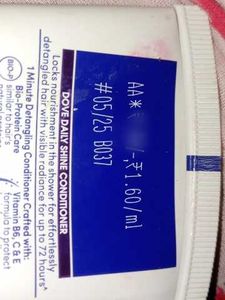 AA*
₹1.60/ml
#05/25 B037
DOVE DAILY SHINE CONDITIONER
Locks nourishment in the shower for effortlessly
detangled hair with visible radiance for up to 72 hours^
1 Minute Detangling Conditioner Crafted with:
BIO-P
Bio-Protein Care
similar to hair's
Vitamin B6, C & E
formula to protect